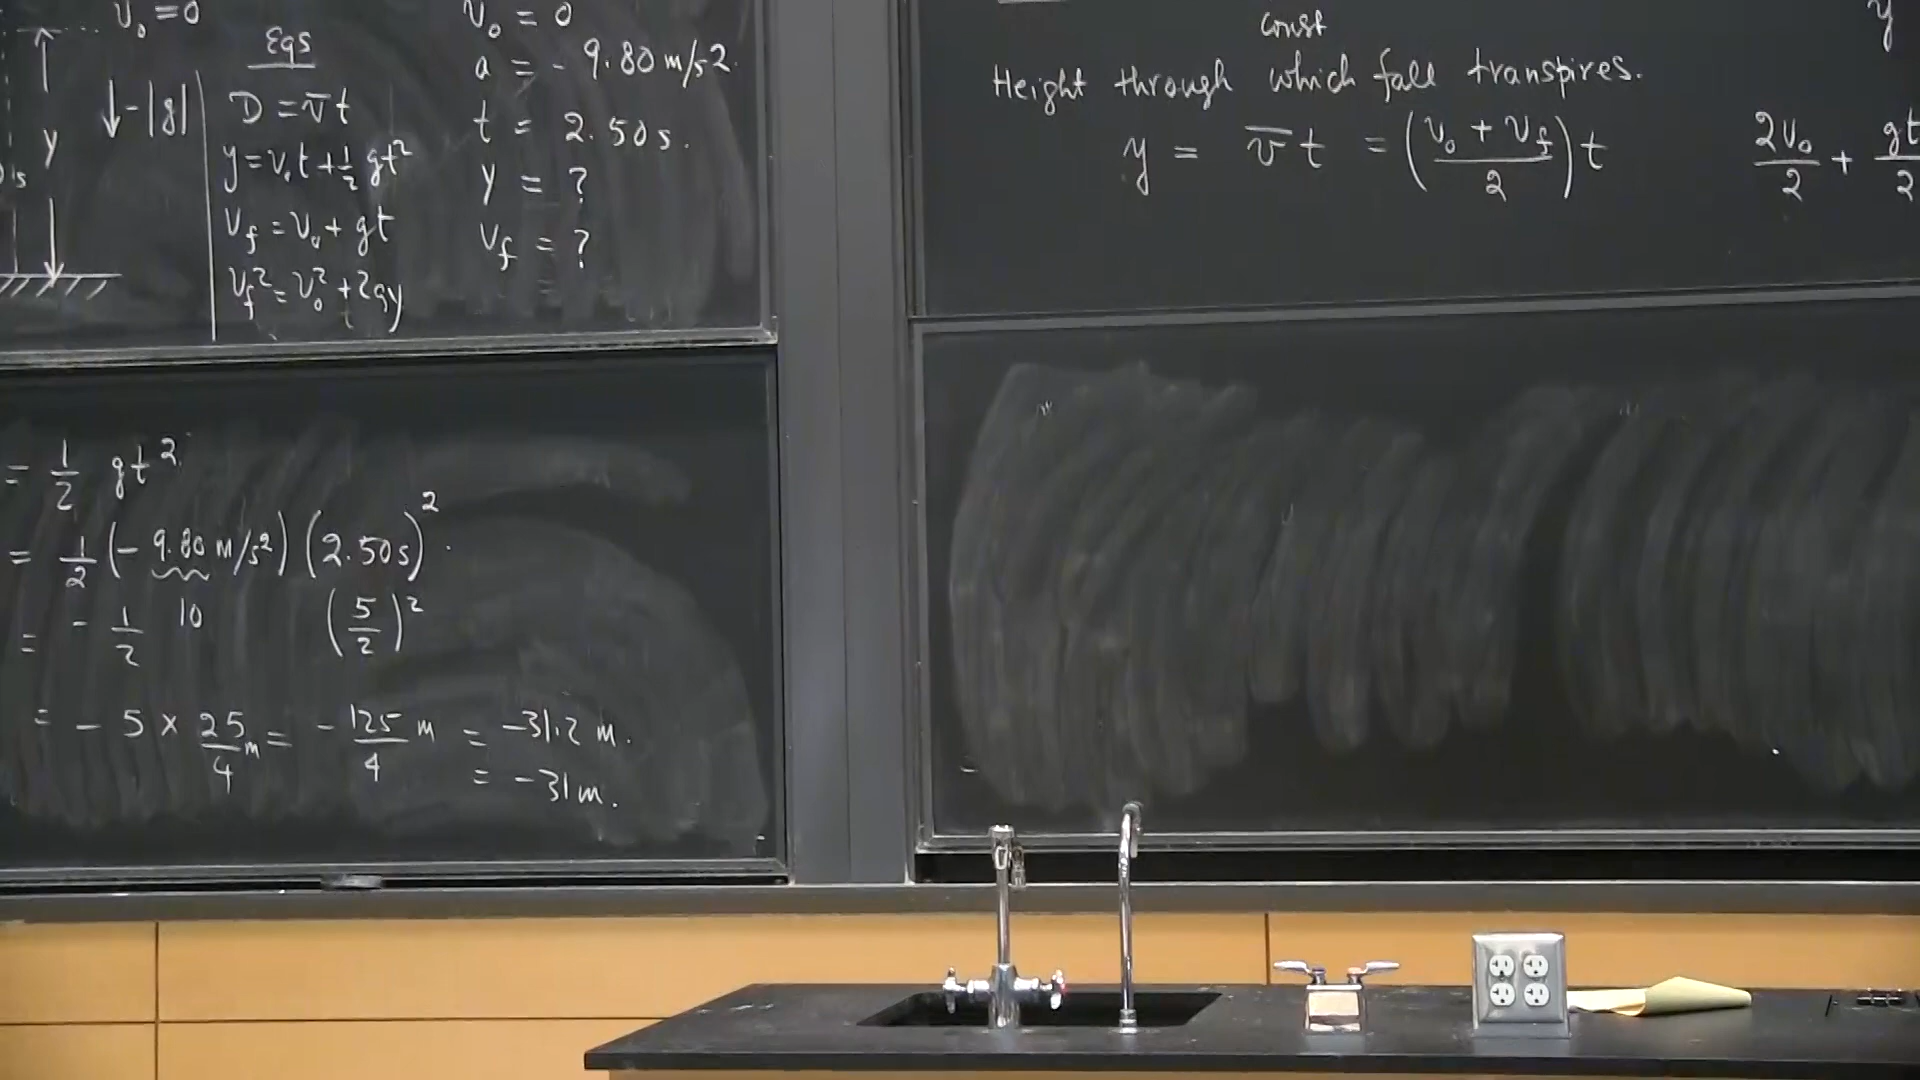 v₀ = 0
↓ -|g|
y
Eqs
D = v̄ t
y = v₀t + ½ gt²
v_f = v₀ + gt
v_f² = v₀² + 2gy
v₀ = 0
a = - 9.80 m/s2
t = 2.50 s.
y = ?
v_f = ?
= 1/2 gt²
= 1/2 (- 9.80 m/s²) (2.50 s)².
= - 1/2 10 (5/2)²
= - 5 × 25/4 m = - 125/4 m = -31.2 m.
= -31 m.
const
Height through which fall transpires.
y = v̄ t = ((v₀ + v_f)/2) t
y
2v₀/2 + gt/2